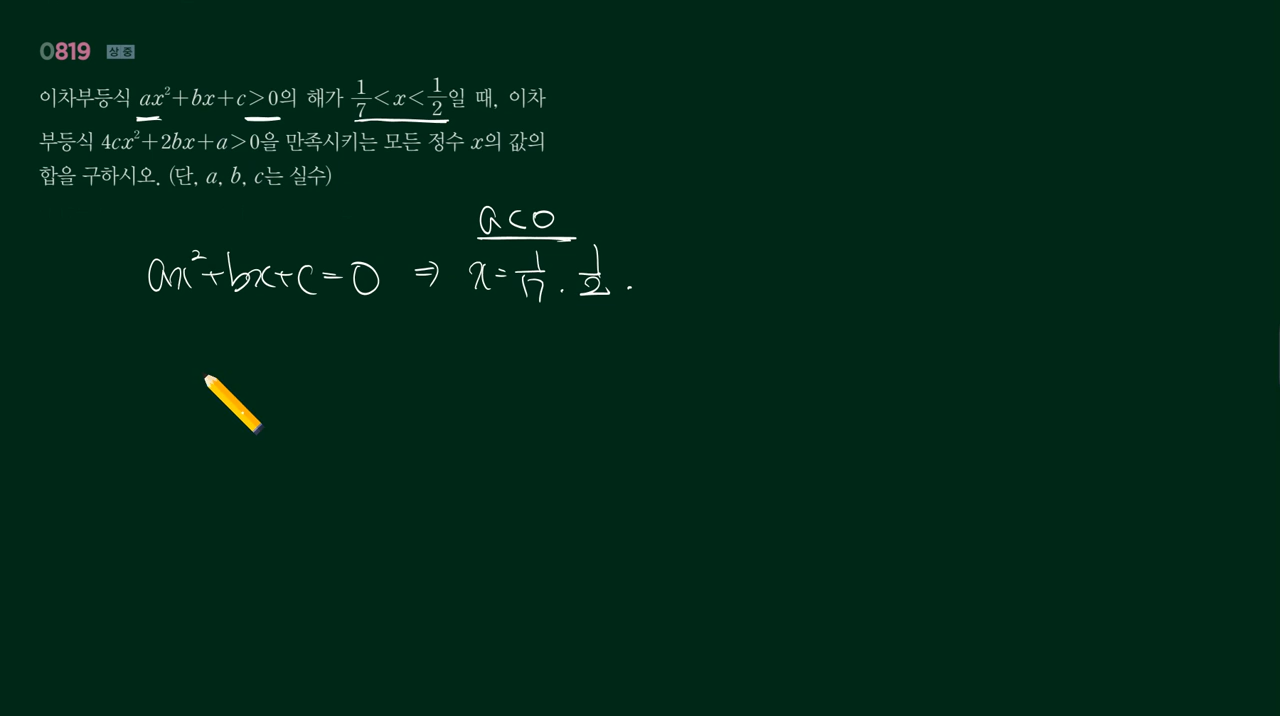 0819 상 중
이차부등식 ax²+bx+c>0의 해가 1/7<x<1/2일 때, 이차
부등식 4cx²+2bx+a>0을 만족시키는 모든 정수 x의 값의
합을 구하시오. (단, a, b, c는 실수)
a<0
ax²+bx+c=0 ⇒ x=1/7. 1/2.